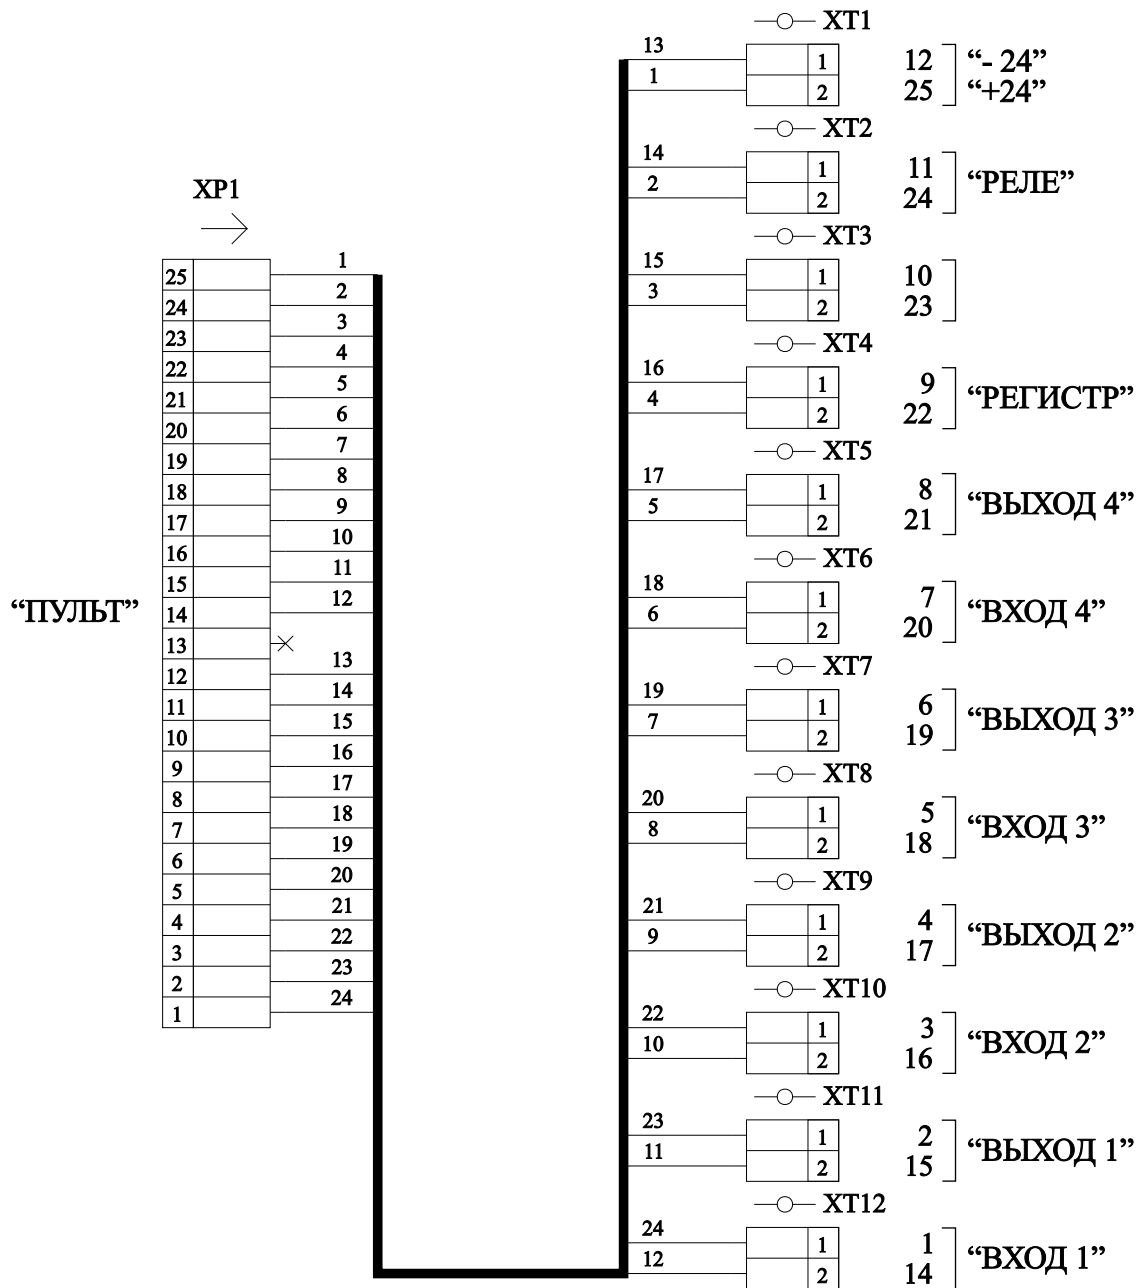 XP1
"ПУЛЬТ"
25 1
24 2
23 3
22 4
21 5
20 6
19 7
18 8
17 9
16 10
15 11
14 12
13
12 13
11 14
10 15
9 16
8 17
7 18
6 19
5 20
4 21
3 22
2 23
1 24
XT1
13 1 12 “- 24”
1 2 25 “+24”
XT2
14 1 11
“РЕЛЕ”
2 2 24
XT3
15 1 10
3 2 23
XT4
16 1 9
“РЕГИСТР”
4 2 22
XT5
17 1 8
“ВЫХОД 4”
5 2 21
XT6
18 1 7
“ВХОД 4”
6 2 20
XT7
19 1 6
“ВЫХОД 3”
7 2 19
XT8
20 1 5
“ВХОД 3”
8 2 18
XT9
21 1 4
“ВЫХОД 2”
9 2 17
XT10
22 1 3
“ВХОД 2”
10 2 16
XT11
23 1 2
“ВЫХОД 1”
11 2 15
XT12
24 1 1
“ВХОД 1”
12 2 14